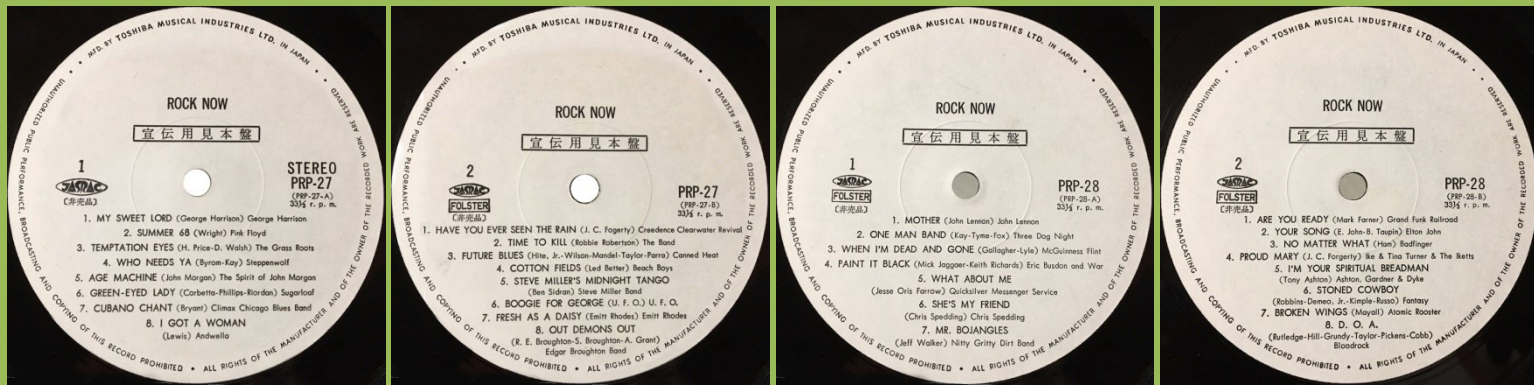 MFD. BY TOSHIBA MUSICAL INDUSTRIES LTD. IN JAPAN
UNAUTHORIZED PUBLIC PERFORMANCE, BROADCASTING AND COPYING OF THIS RECORD PROHIBITED • ALL RIGHTS OF THE MANUFACTURER AND OF THE OWNER OF THE RECORDED WORK ARE RESERVED
ROCK NOW
宣伝用見本盤
1
JASRAC
(非売品)
STEREO
PRP-27
(PRP-27-A)
33⅓ r. p. m.
1. MY SWEET LORD (George Harrison) George Harrison
2. SUMMER 68 (Wright) Pink Floyd
3. TEMPTATION EYES (H. Price-D. Walsh) The Grass Roots
4. WHO NEEDS YA (Byrom-Kay) Steppenwolf
5. AGE MACHINE (John Morgan) The Spirit of John Morgan
6. GREEN-EYED LADY (Corbetta-Phillips-Riordan) Sugarloaf
7. CUBANO CHANT (Bryant) Climax Chicago Blues Band
8. I GOT A WOMAN
(Lewis) Andwella
MFD. BY TOSHIBA MUSICAL INDUSTRIES LTD. IN JAPAN
UNAUTHORIZED PUBLIC PERFORMANCE, BROADCASTING AND COPYING OF THIS RECORD PROHIBITED • ALL RIGHTS OF THE MANUFACTURER AND OF THE OWNER OF THE RECORDED WORK ARE RESERVED
ROCK NOW
宣伝用見本盤
2
JASRAC
FOLSTER
(非売品)
PRP-27
(PRP-27-B)
33⅓ r. p. m.
1. HAVE YOU EVER SEEN THE RAIN (J. C. Fogerty) Creedence Clearwater Revival
2. TIME TO KILL (Robbie Robertson) The Band
3. FUTURE BLUES (Hite, Jr.-Wilson-Mandel-Taylor-Parra) Canned Heat
4. COTTON FIELDS (Led Better) Beach Boys
5. STEVE MILLER'S MIDNIGHT TANGO
(Ben Sidran) Steve Miller Band
6. BOOGIE FOR GEORGE (U. F. O.) U. F. O.
7. FRESH AS A DAISY (Emitt Rhodes) Emitt Rhodes
8. OUT DEMONS OUT
(R. E. Broughton-S. Broughton-A. Grant)
Edgar Broughton Band
MFD. BY TOSHIBA MUSICAL INDUSTRIES LTD. IN JAPAN
UNAUTHORIZED PUBLIC PERFORMANCE, BROADCASTING AND COPYING OF THIS RECORD PROHIBITED • ALL RIGHTS OF THE MANUFACTURER AND OF THE OWNER OF THE RECORDED WORK ARE RESERVED
ROCK NOW
宣伝用見本盤
1
JASRAC
FOLSTER
(非売品)
PRP-28
(PRP-28-A)
33⅓ r. p. m.
1. MOTHER (John Lennon) John Lennon
2. ONE MAN BAND (Kay-Tyme-Fox) Three Dog Night
3. WHEN I'M DEAD AND GONE (Gallagher-Lyle) McGuinness Flint
4. PAINT IT BLACK (Mick Jaggaer-Keith Richards) Eric Busdon and War
5. WHAT ABOUT ME
(Jesse Oris Farrow) Quicksilver Messenger Service
6. SHE'S MY FRIEND
(Chris Spedding) Chris Spedding
7. MR. BOJANGLES
(Jeff Walker) Nitty Gritty Dirt Band
MFD. BY TOSHIBA MUSICAL INDUSTRIES LTD. IN JAPAN
UNAUTHORIZED PUBLIC PERFORMANCE, BROADCASTING AND COPYING OF THIS RECORD PROHIBITED • ALL RIGHTS OF THE MANUFACTURER AND OF THE OWNER OF THE RECORDED WORK ARE RESERVED
ROCK NOW
宣伝用見本盤
2
JASRAC
FOLSTER
(非売品)
PRP-28
(PRP-28-B)
33⅓ r. p. m.
1. ARE YOU READY (Mark Farner) Grand Funk Railroad
2. YOUR SONG (E. John-B. Taupin) Elton John
3. NO MATTER WHAT (Ham) Badfinger
4. PROUD MARY (J. C. Forgerty) Ike & Tina Turner & The Iketts
5. I'M YOUR SPIRITUAL BREADMAN
(Tony Ashton) Ashton, Gardner & Dyke
6. STONED COWBOY
(Robbins-Demeo, Jr.-Kimple-Russo) Fantasy
7. BROKEN WINGS (Mayall) Atomic Rooster
8. D. O. A.
(Rutledge-Hill-Grundy-Taylor-Pickens-Cobb)
Bloodrock